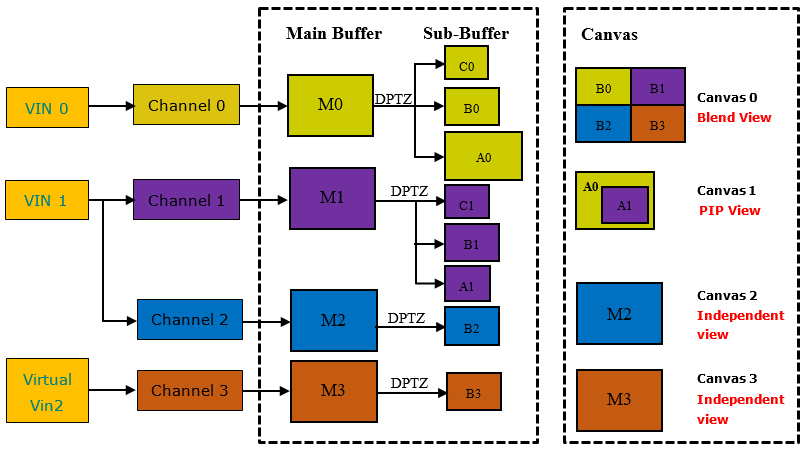 Main Buffer
Sub-Buffer
Canvas
VIN 0
Channel 0
M0
DPTZ
C0
B0
A0
VIN 1
Channel 1
M1
DPTZ
C1
B1
A1
Channel 2
M2
DPTZ
B2
Virtual
Vin2
Channel 3
M3
DPTZ
B3
B0
B1
B2
B3
Canvas 0
Blend View
A0
A1
Canvas 1
PIP View
M2
Canvas 2
Independent
view
M3
Canvas 3
Independent
view